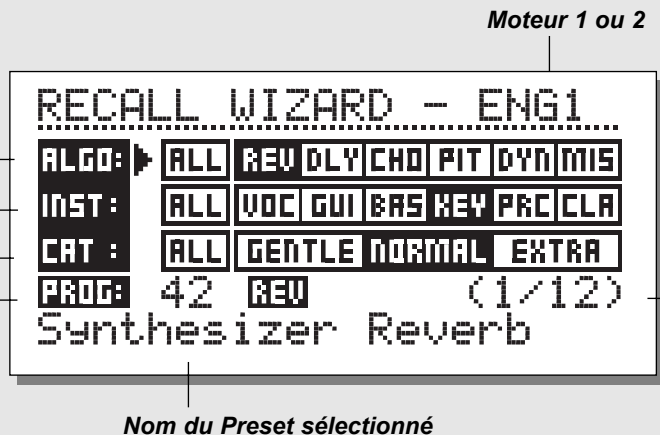 Moteur 1 ou 2
RECALL WIZARD - ENG1
ALGO: ALL REV DLY CHO PIT DYN MIS
INST: ALL VOC GUI BAS KEY PRC CLA
CAT : ALL GENTLE NORMAL EXTRA
PROG: 42 REV (1/12)
Synthesizer Reverb
Nom du Preset sélectionné